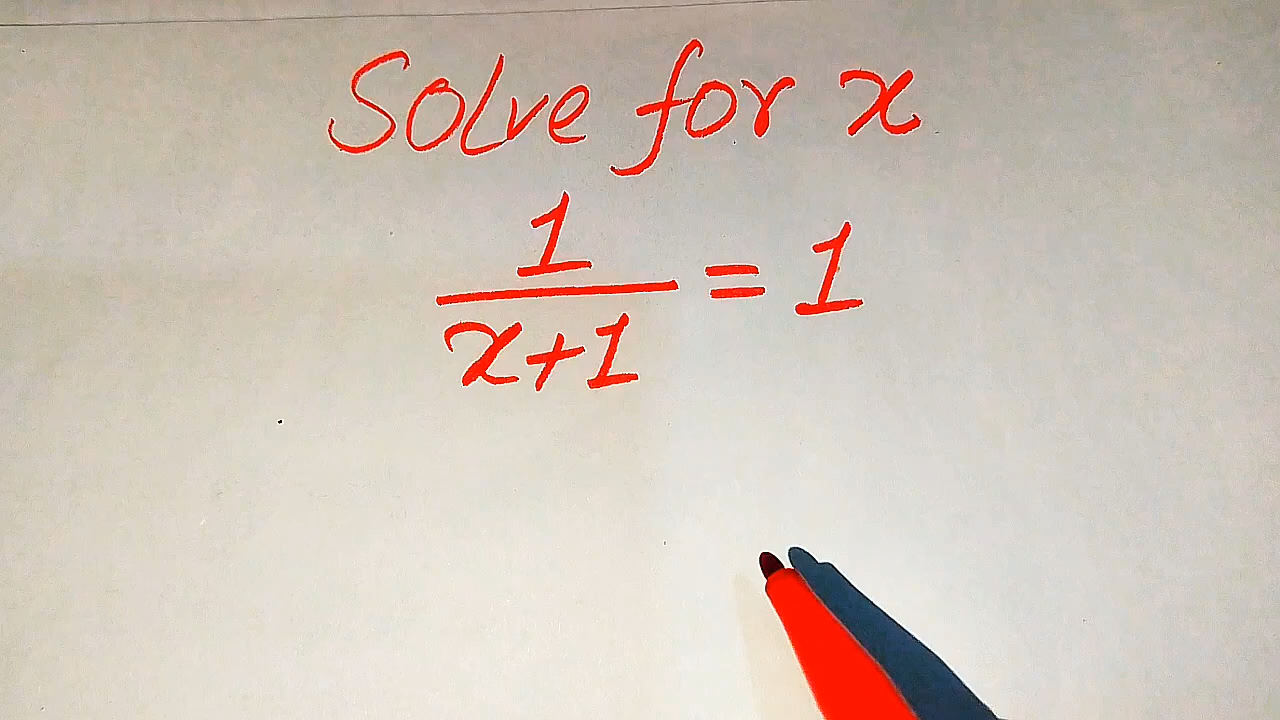 Solve for x
1/(x+1) = 1